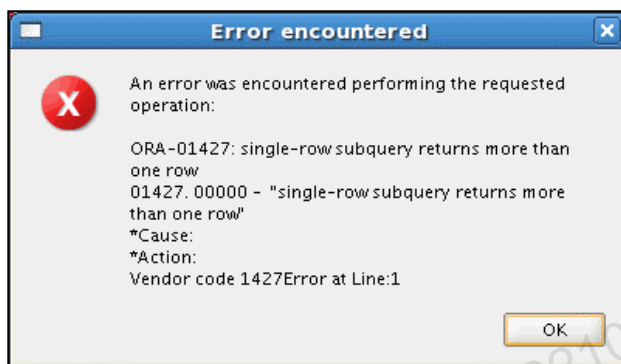 Error encountered
An error was encountered performing the requested
operation:
ORA-01427: single-row subquery returns more than
one row
01427. 00000 - "single-row subquery returns more
than one row"
*Cause:
*Action:
Vendor code 1427Error at Line:1
OK